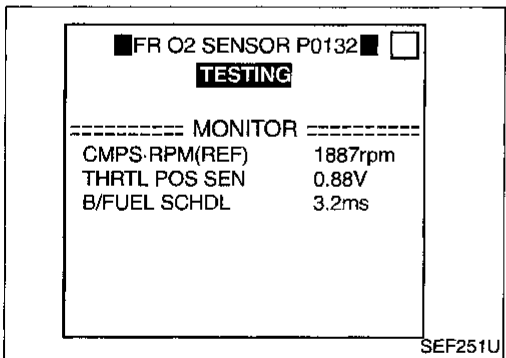 FR O2 SENSOR P0132
TESTING
========== MONITOR ==========
CMPS·RPM(REF) 1887rpm
THRTL POS SEN 0.88V
B/FUEL SCHDL 3.2ms
SEF251U